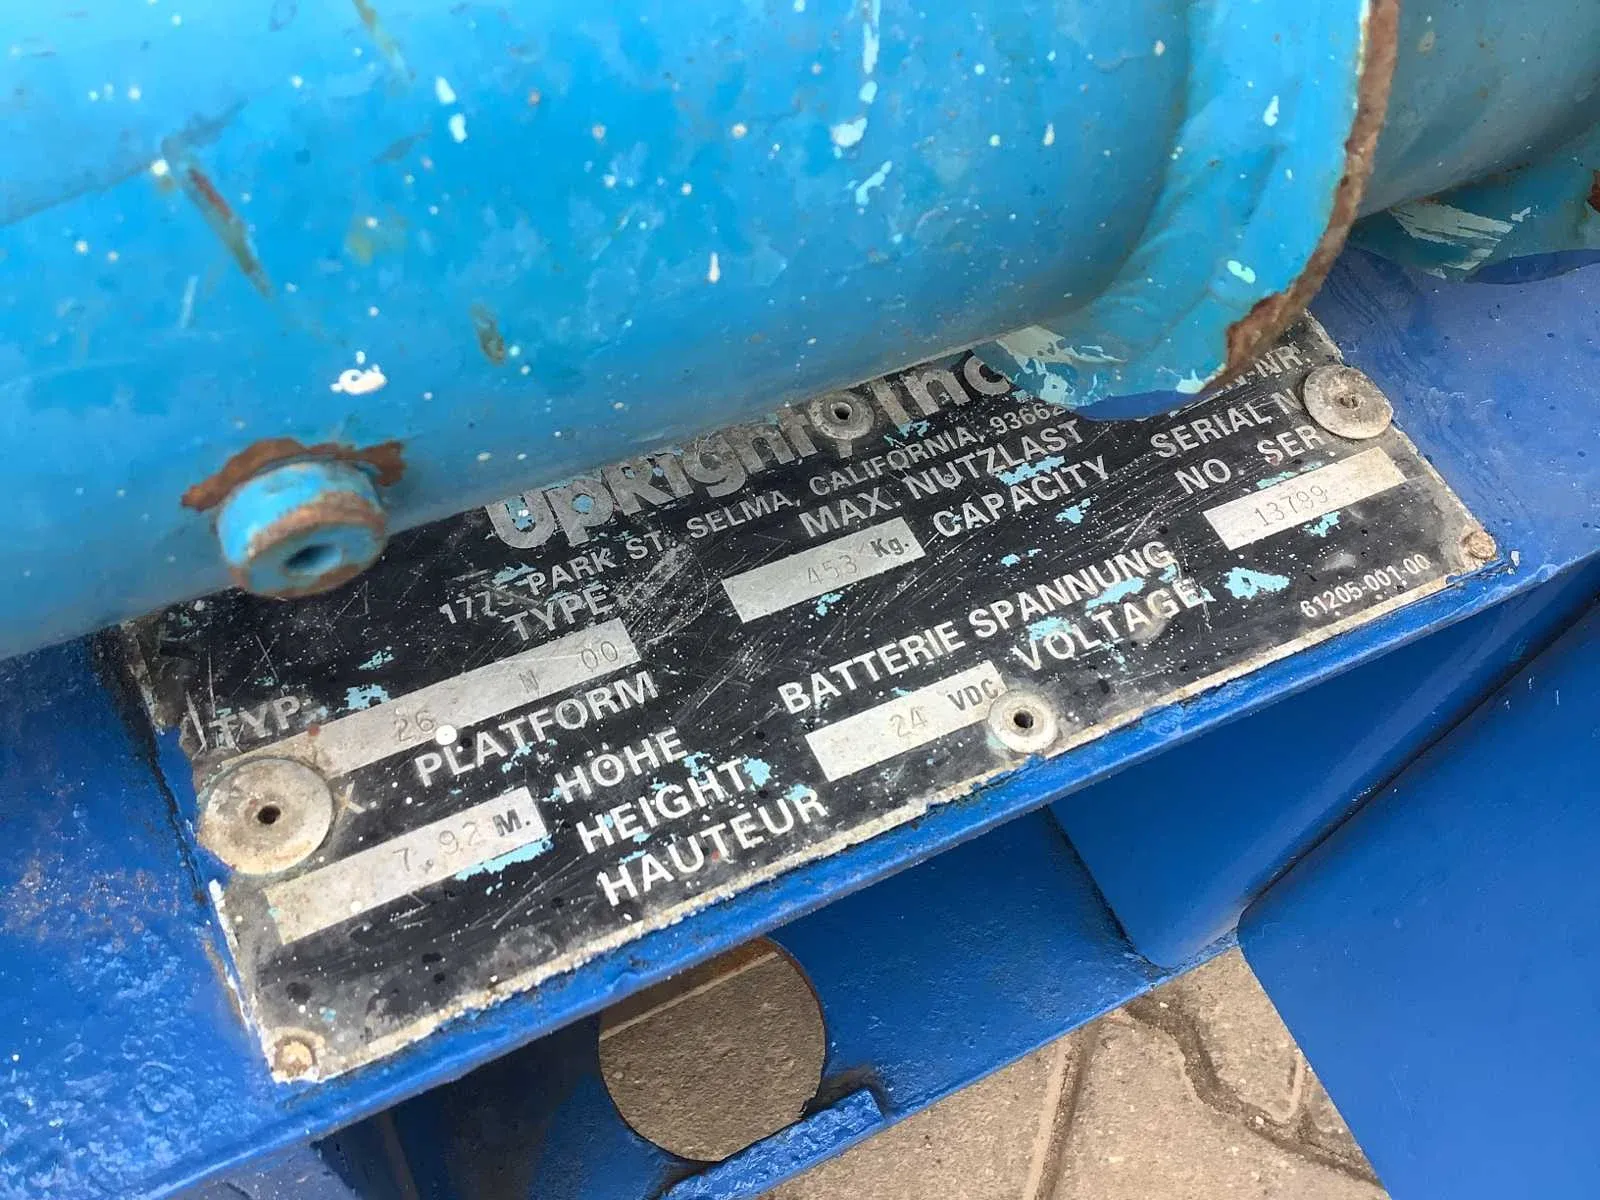 UpRight Inc
PARK ST. SELMA, CALIFORNIA, 93662
TYP TYPE
26 N 00
MAX. NUTZLAST
453 Kg. CAPACITY
SERIAL
NO SER
13799
PLATFORM
7.92 M. HÖHE
HEIGHT
HAUTEUR
BATTERIE SPANNUNG
24 VDC VOLTAGE
61205-001-00